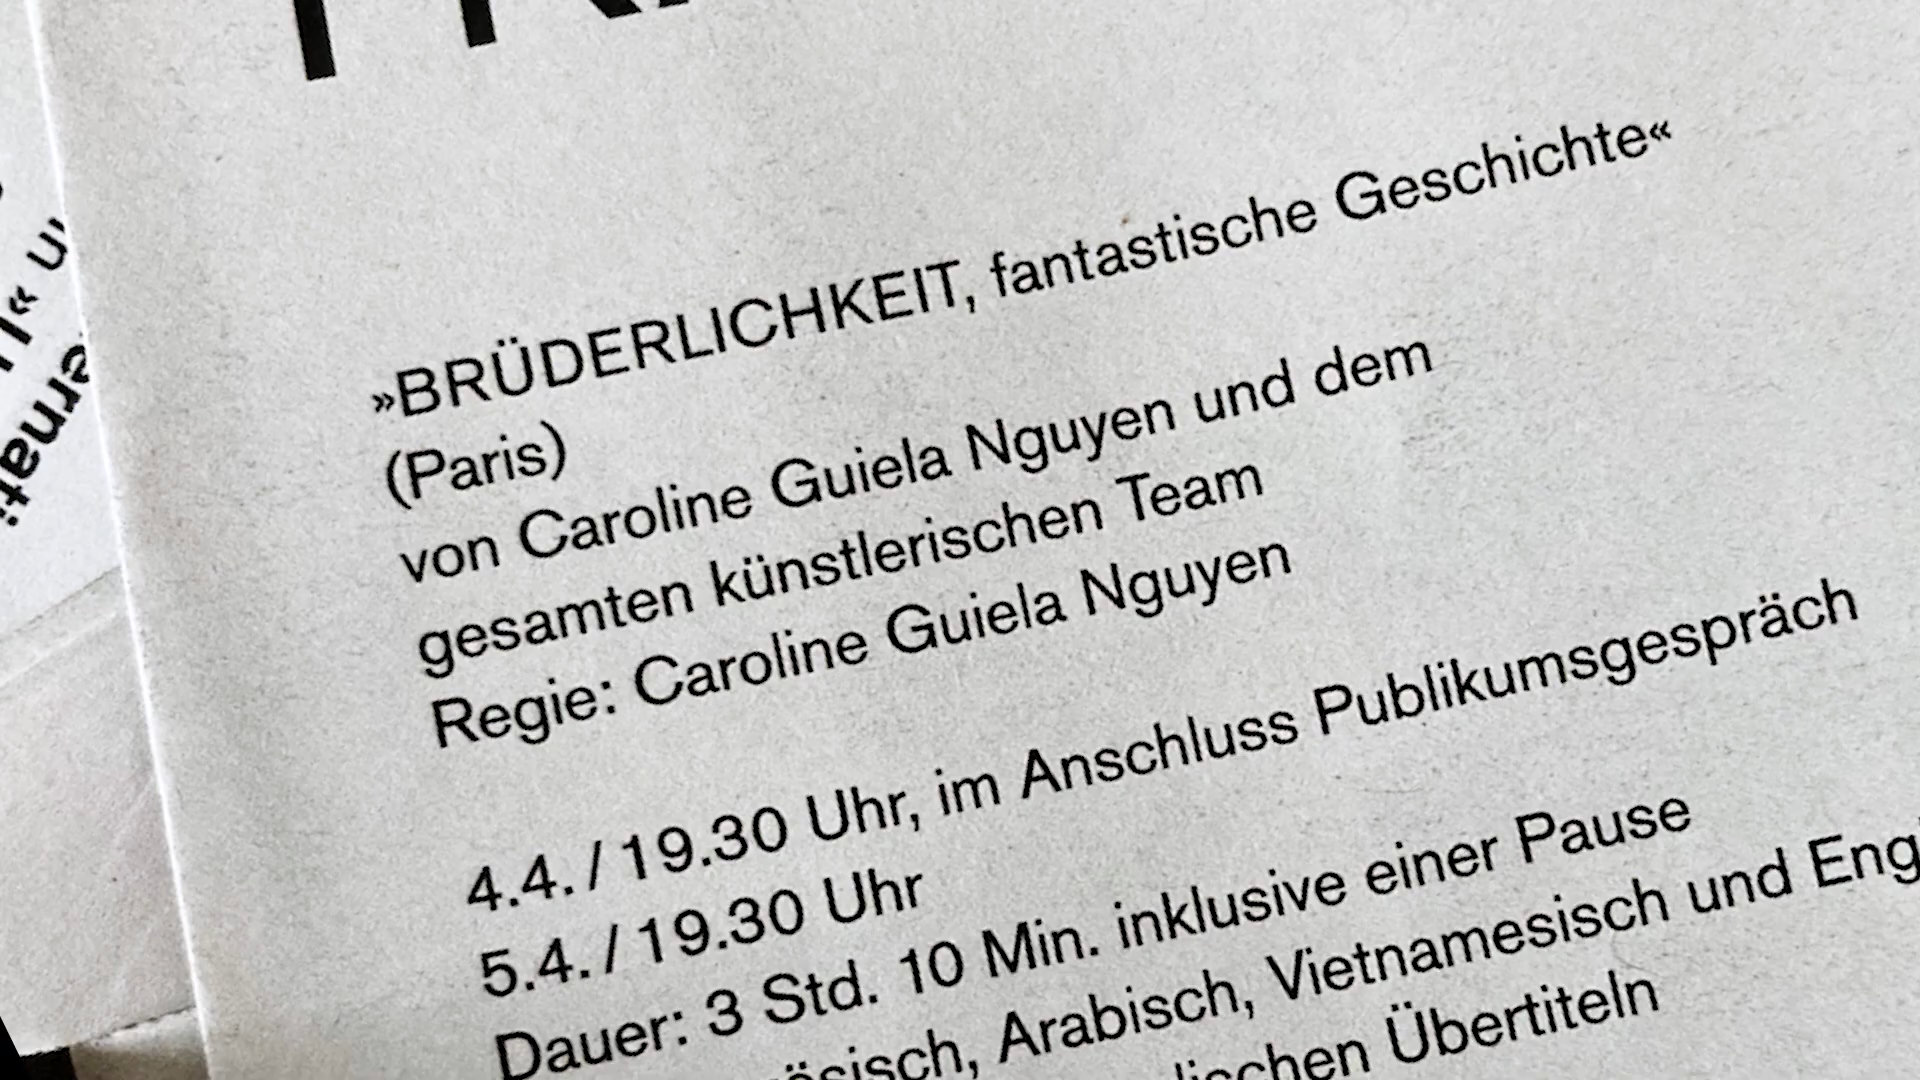 »BRÜDERLICHKEIT, fantastische Geschichte«
(Paris)
von Caroline Guiela Nguyen und dem
gesamten künstlerischen Team
Regie: Caroline Guiela Nguyen
4.4. / 19.30 Uhr, im Anschluss Publikumsgespräch
5.4. / 19.30 Uhr
Dauer: 3 Std. 10 Min. inklusive einer Pause
Arabisch, Vietnamesisch und
Übertiteln